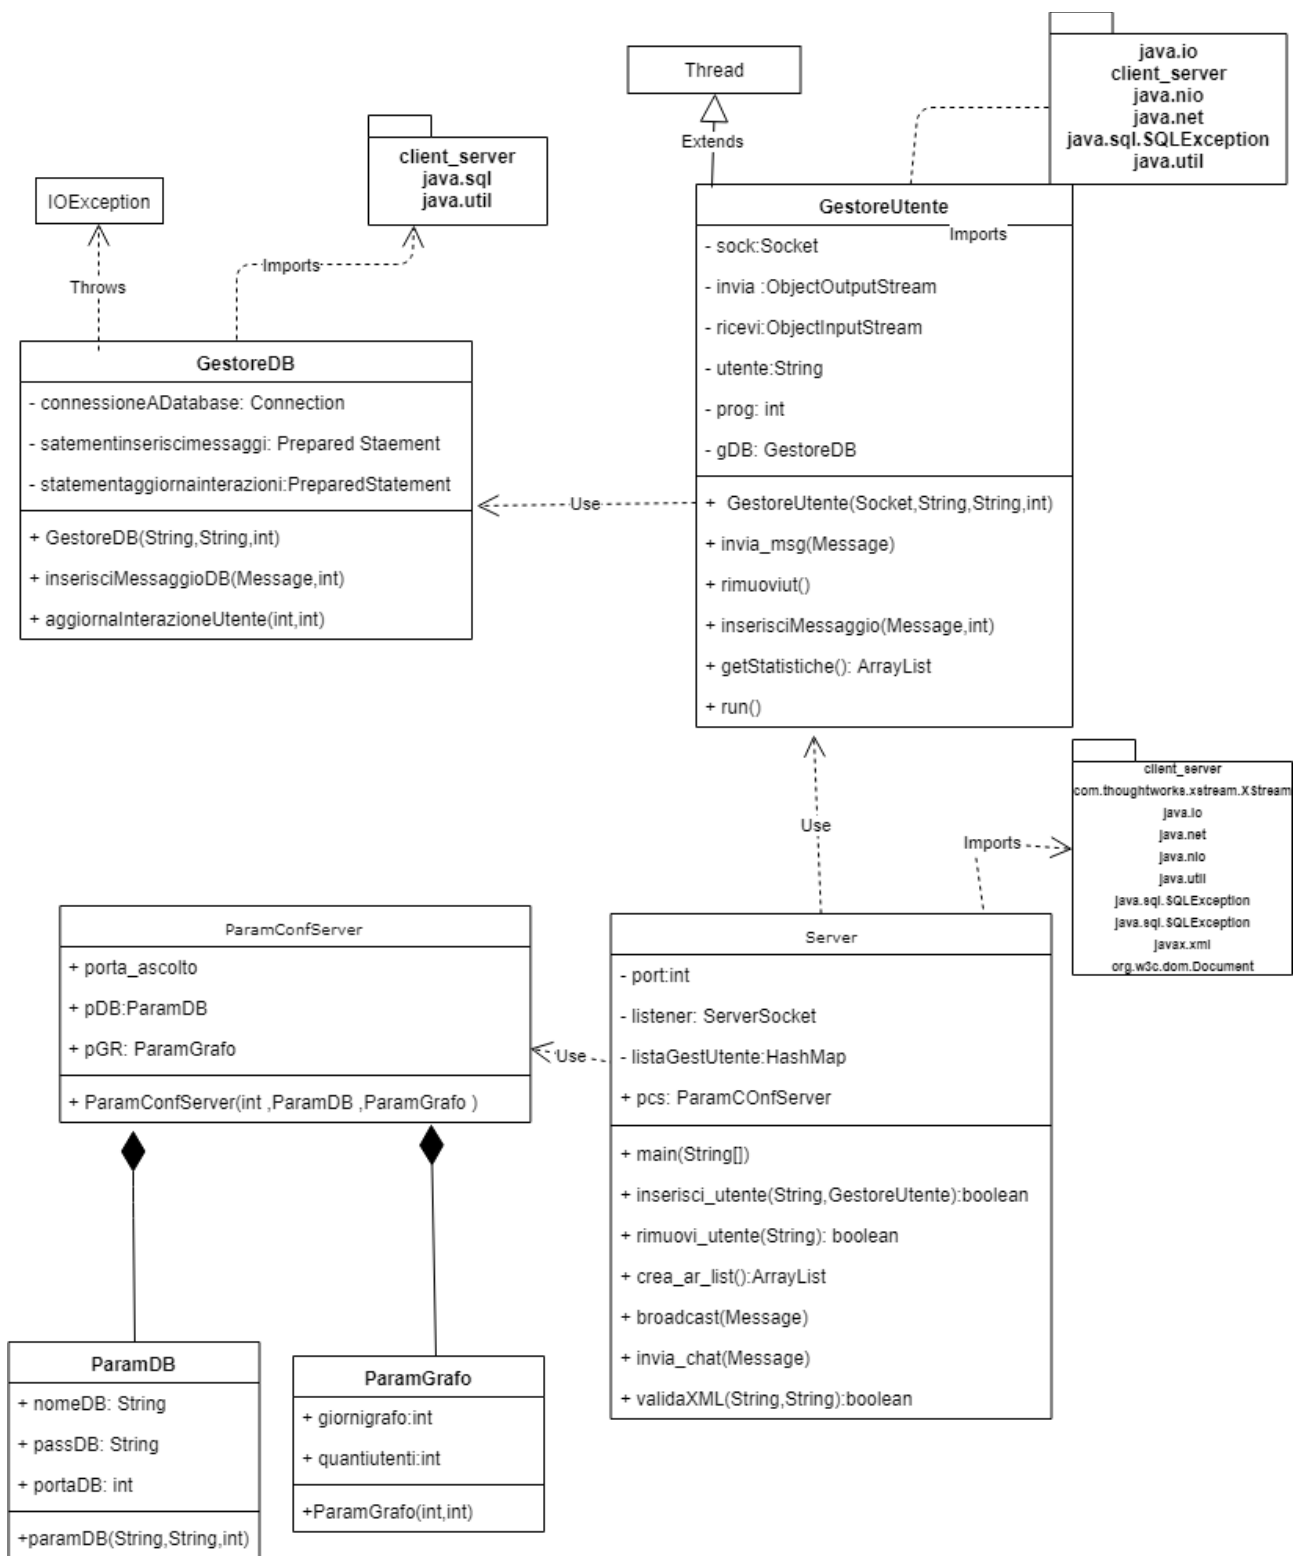 java.io
client_server
java.nio
java.net
java.sql.SQLException
java.util
Thread
Extends
client_server
java.sql
java.util
IOException
Imports
Throws
GestoreUtente
Imports
- sock:Socket
- invia :ObjectOutputStream
- ricevi:ObjectInputStream
- utente:String
- prog: int
- gDB: GestoreDB
+ GestoreUtente(Socket,String,String,int)
+ invia_msg(Message)
+ rimuoviut()
+ inserisciMessaggio(Message,int)
+ getStatistiche(): ArrayList
+ run()
GestoreDB
- connessioneADatabase: Connection
- satementinseriscimessaggi: Prepared Staement
- statementaggiornainterazioni:PreparedStatement
+ GestoreDB(String,String,int)
+ inserisciMessaggioDB(Message,int)
+ aggiornaInterazioneUtente(int,int)
Use
Use
Imports
client_server
com.thoughtworks.xstream.XStream
java.io
java.net
java.nio
java.util
java.sql.SQLException
java.sql.SQLException
javax.xml
org.w3c.dom.Document
ParamConfServer
+ porta_ascolto
+ pDB:ParamDB
+ pGR: ParamGrafo
+ ParamConfServer(int ,ParamDB ,ParamGrafo )
Use
Server
- port:int
- listener: ServerSocket
- listaGestUtente:HashMap
+ pcs: ParamCOnfServer
+ main(String[])
+ inserisci_utente(String,GestoreUtente):boolean
+ rimuovi_utente(String): boolean
+ crea_ar_list():ArrayList
+ broadcast(Message)
+ invia_chat(Message)
+ validaXML(String,String):boolean
ParamDB
+ nomeDB: String
+ passDB: String
+ portaDB: int
+paramDB(String,String,int)
ParamGrafo
+ giornigrafo:int
+ quantiutenti:int
+ParamGrafo(int,int)